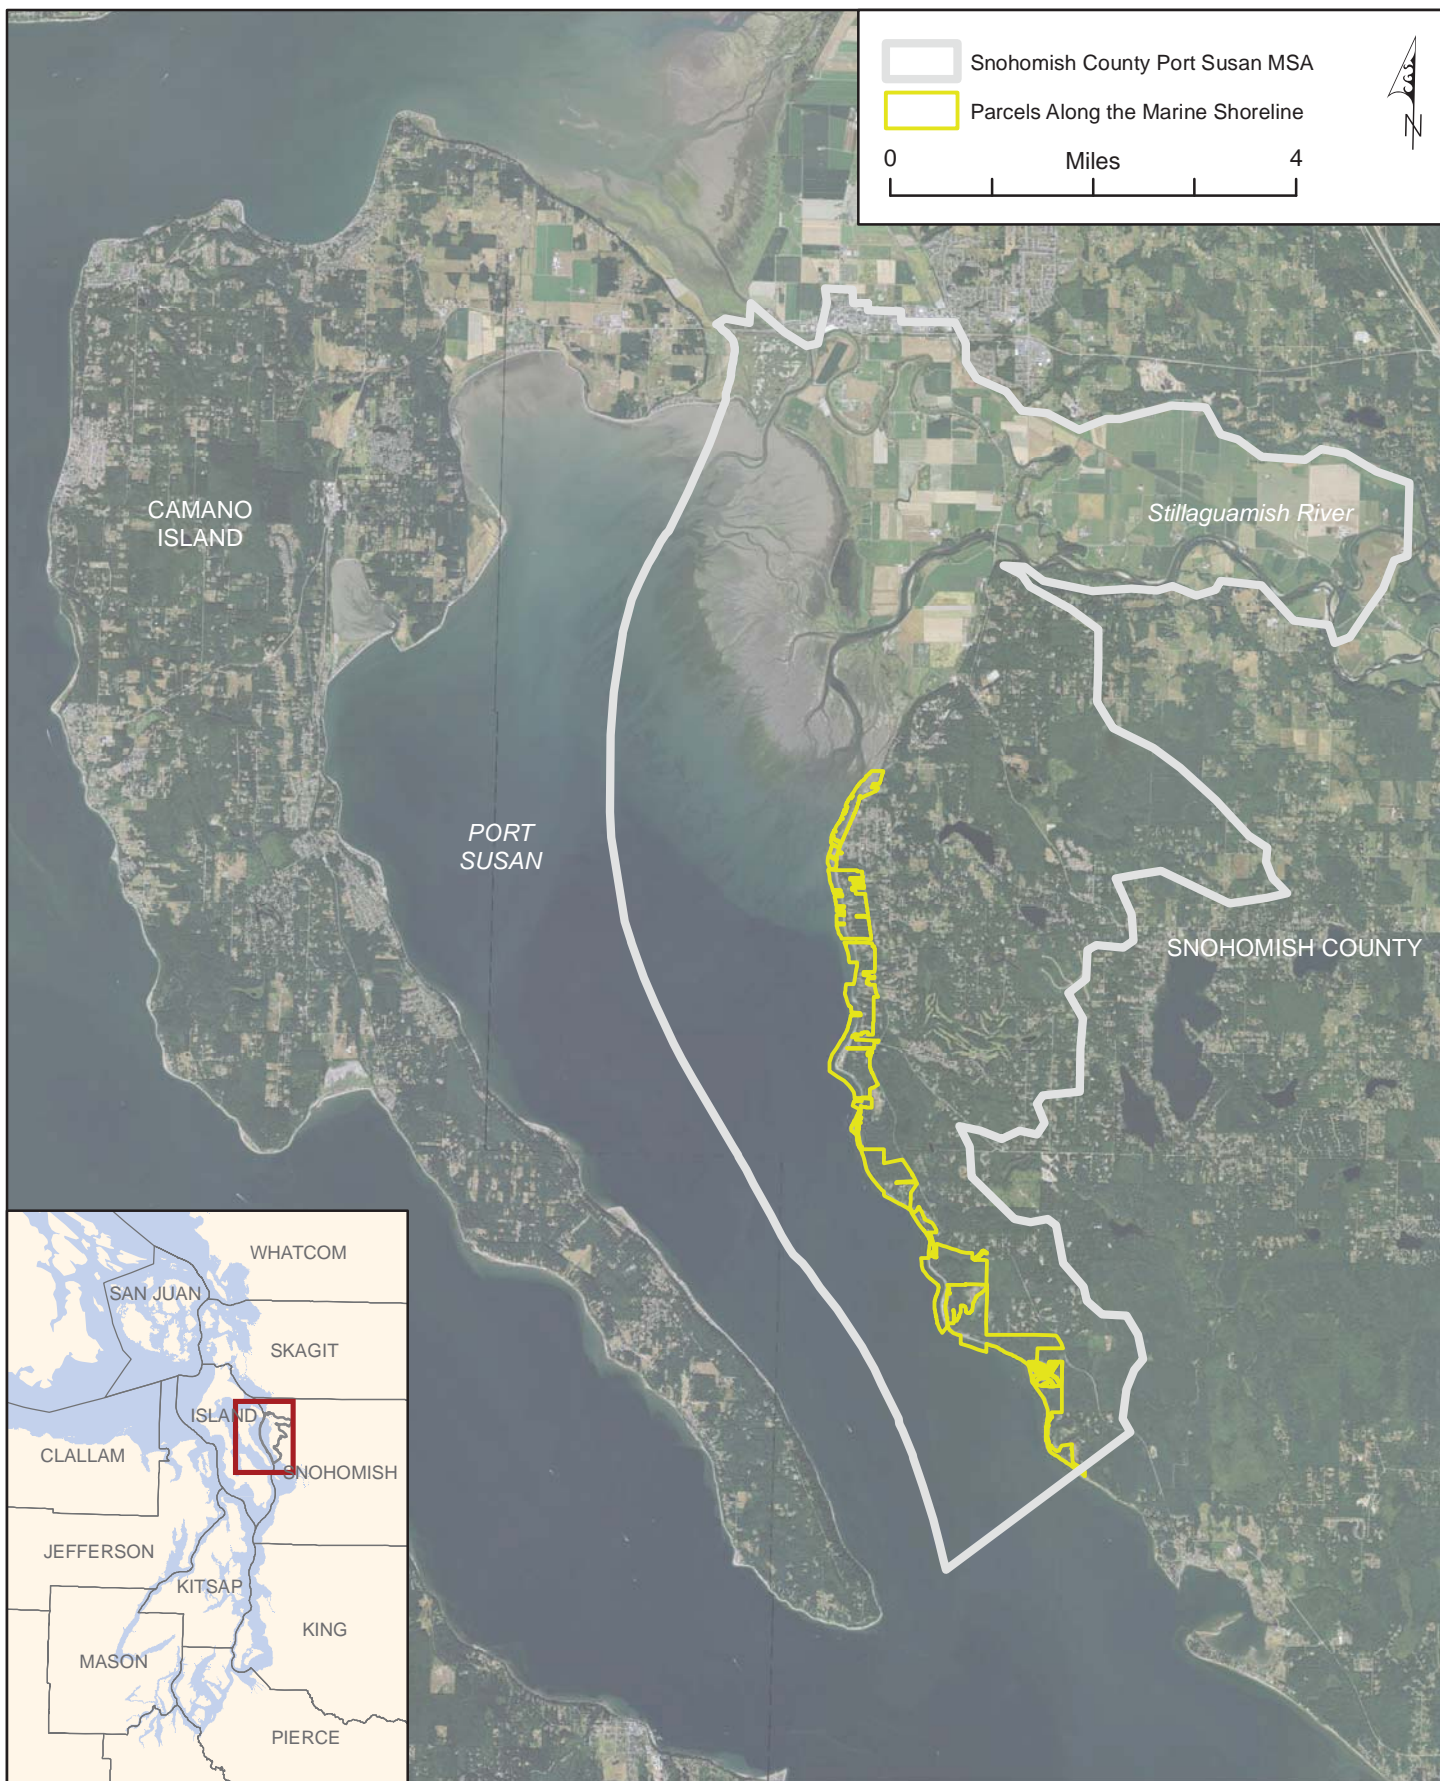 Snohomish County Port Susan MSA
Parcels Along the Marine Shoreline
0 Miles 4
N
CAMANO
ISLAND
Stillaguamish River
PORT
SUSAN
SNOHOMISH COUNTY
WHATCOM
SAN JUAN
SKAGIT
ISLAND
CLALLAM
SNOHOMISH
JEFFERSON
KITSAP
KING
MASON
PIERCE